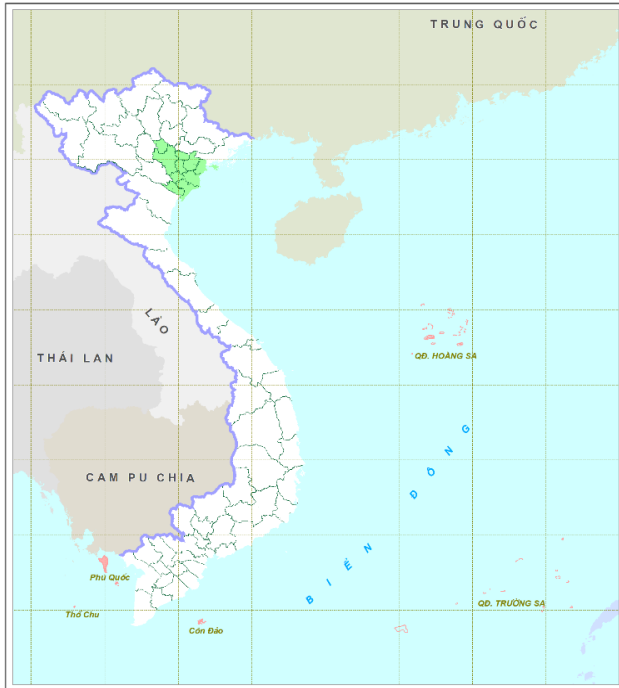 TRUNG QUỐC
LÀO
THÁI LAN
QĐ. HOÀNG SA
CAM PU CHIA
BIỂN ĐÔNG
Phú Quốc
QĐ. TRƯỜNG SA
Thổ Chu
Côn Đảo